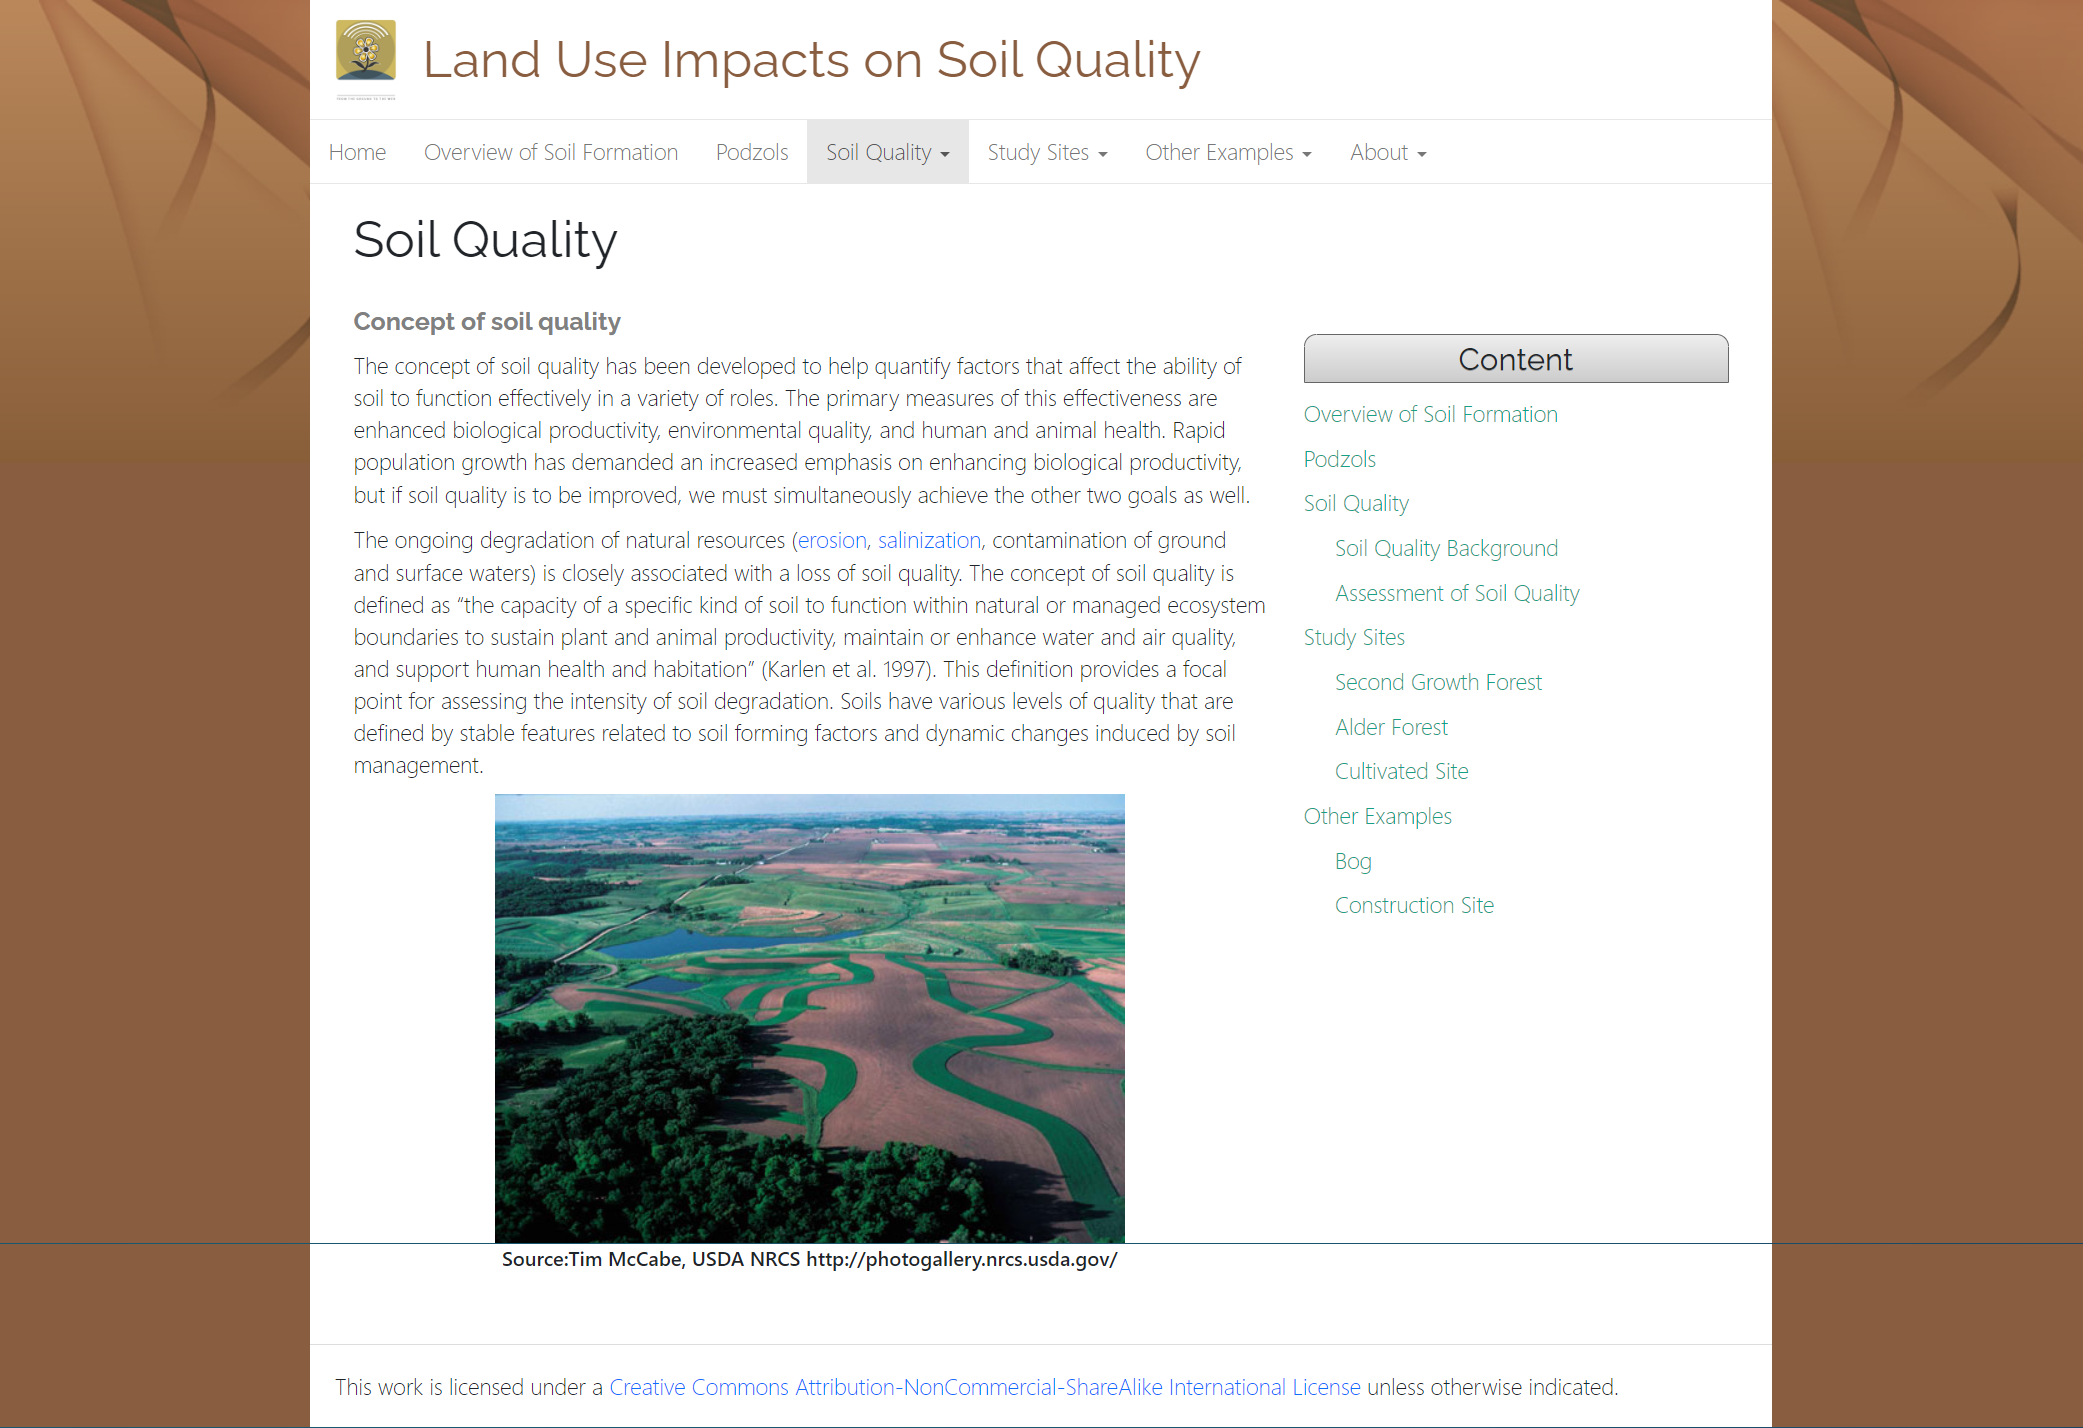 Land Use Impacts on Soil Quality
Home Overview of Soil Formation Podzols Soil Quality Study Sites Other Examples About
Soil Quality
Concept of soil quality
The concept of soil quality has been developed to help quantify factors that affect the ability of
soil to function effectively in a variety of roles. The primary measures of this effectiveness are
enhanced biological productivity, environmental quality, and human and animal health. Rapid
population growth has demanded an increased emphasis on enhancing biological productivity,
but if soil quality is to be improved, we must simultaneously achieve the other two goals as well.
The ongoing degradation of natural resources (erosion, salinization, contamination of ground
and surface waters) is closely associated with a loss of soil quality. The concept of soil quality is
defined as “the capacity of a specific kind of soil to function within natural or managed ecosystem
boundaries to sustain plant and animal productivity, maintain or enhance water and air quality,
and support human health and habitation” (Karlen et al. 1997). This definition provides a focal
point for assessing the intensity of soil degradation. Soils have various levels of quality that are
defined by stable features related to soil forming factors and dynamic changes induced by soil
management.
Source:Tim McCabe, USDA NRCS http://photogallery.nrcs.usda.gov/
Content
Overview of Soil Formation
Podzols
Soil Quality
Soil Quality Background
Assessment of Soil Quality
Study Sites
Second Growth Forest
Alder Forest
Cultivated Site
Other Examples
Bog
Construction Site
This work is licensed under a Creative Commons Attribution-NonCommercial-ShareAlike International License unless otherwise indicated.